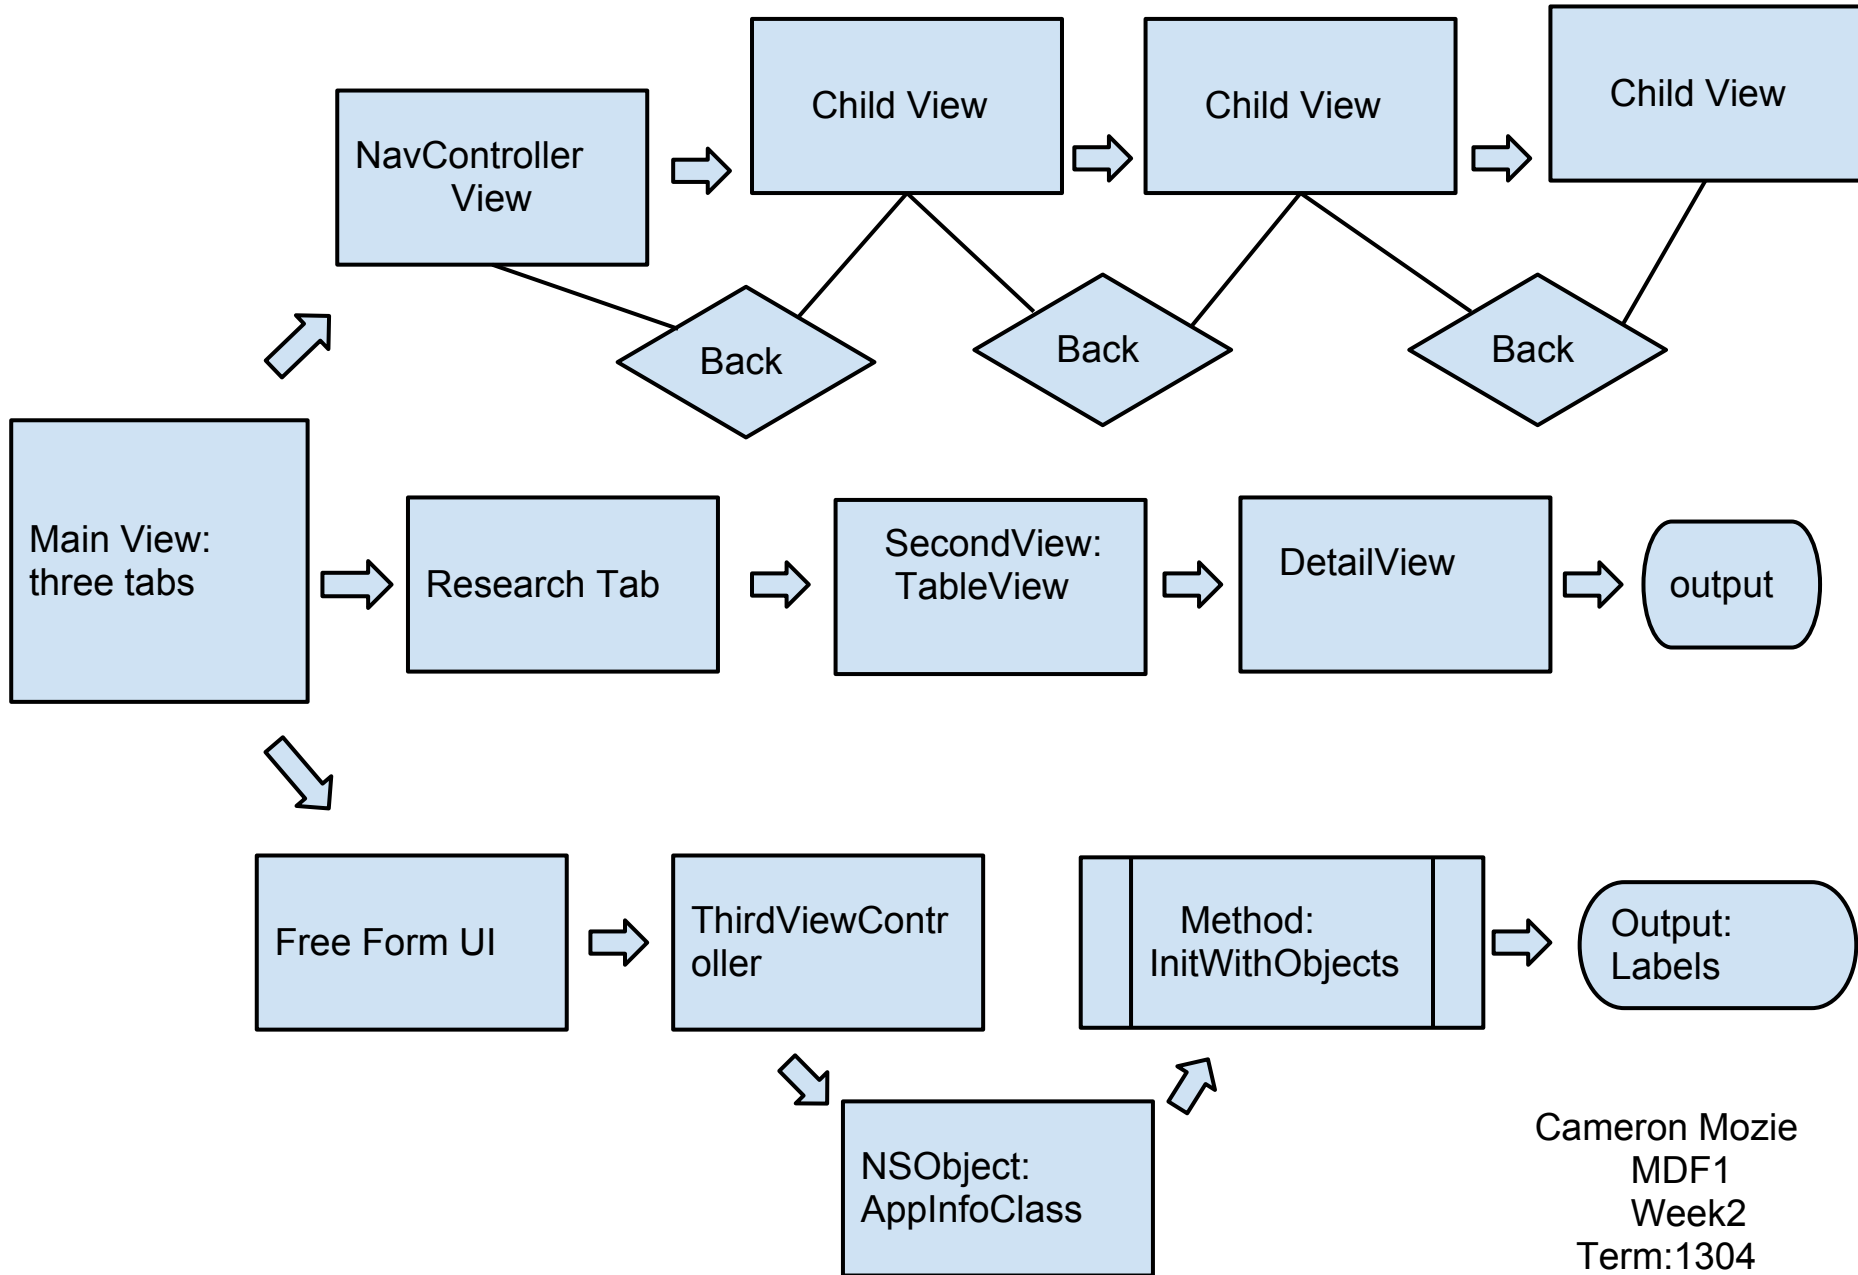 NavController
View
Child View
Child View
Child View
Back
Back
Back
Main View:
three tabs
Research Tab
SecondView:
TableView
DetailView
output
Free Form UI
ThirdViewContr
oller
Method:
InitWithObjects
Output:
Labels
NSObject:
AppInfoClass
Cameron Mozie
MDF1
Week2
Term:1304